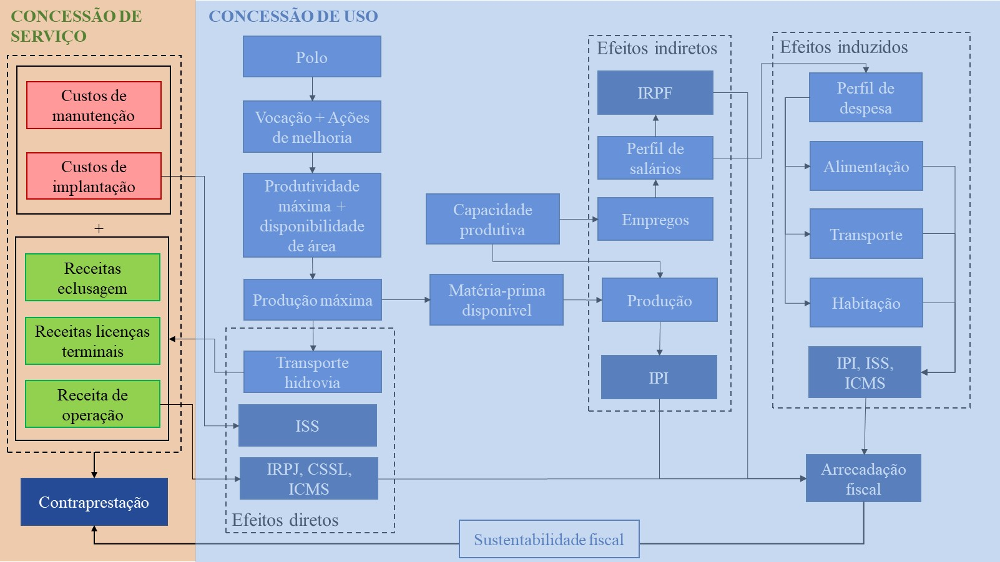 CONCESSÃO DE
SERVIÇO
Custos de
manutenção
Custos de
implantação
+
Receitas
eclusagem
Receitas licenças
terminais
Receita de
operação
Contraprestação
CONCESSÃO DE USO
Polo
Vocação + Ações
de melhoria
Produtividade
máxima +
disponibilidade
de área
Produção máxima
Transporte
hidrovia
ISS
IRPJ, CSSL,
ICMS
Efeitos diretos
Capacidade
produtiva
Matéria-prima
disponível
Efeitos indiretos
IRPF
Perfil de
salários
Empregos
Produção
IPI
Efeitos induzidos
Perfil de
despesa
Alimentação
Transporte
Habitação
IPI, ISS,
ICMS
Arrecadação
fiscal
Sustentabilidade fiscal